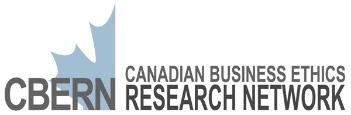 CBERN
CANADIAN BUSINESS ETHICS
RESEARCH NETWORK